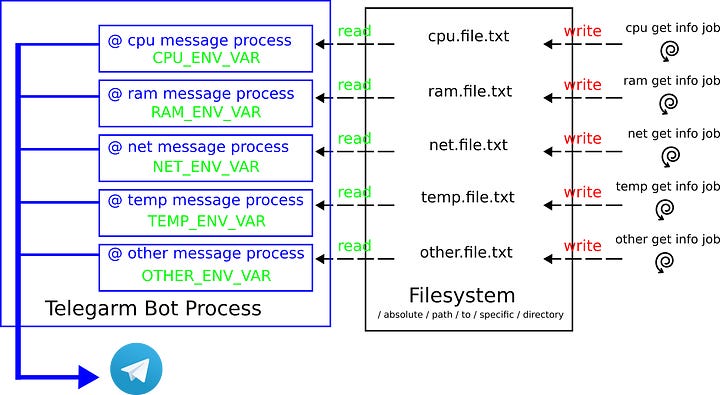 @ cpu message process
CPU_ENV_VAR
read
cpu.file.txt
write
cpu get info job
@ ram message process
RAM_ENV_VAR
read
ram.file.txt
write
ram get info job
@ net message process
NET_ENV_VAR
read
net.file.txt
write
net get info job
@ temp message process
TEMP_ENV_VAR
read
temp.file.txt
write
temp get info job
@ other message process
OTHER_ENV_VAR
read
other.file.txt
write
other get info job
Telegarm Bot Process
Filesystem
/ absolute / path / to / specific / directory